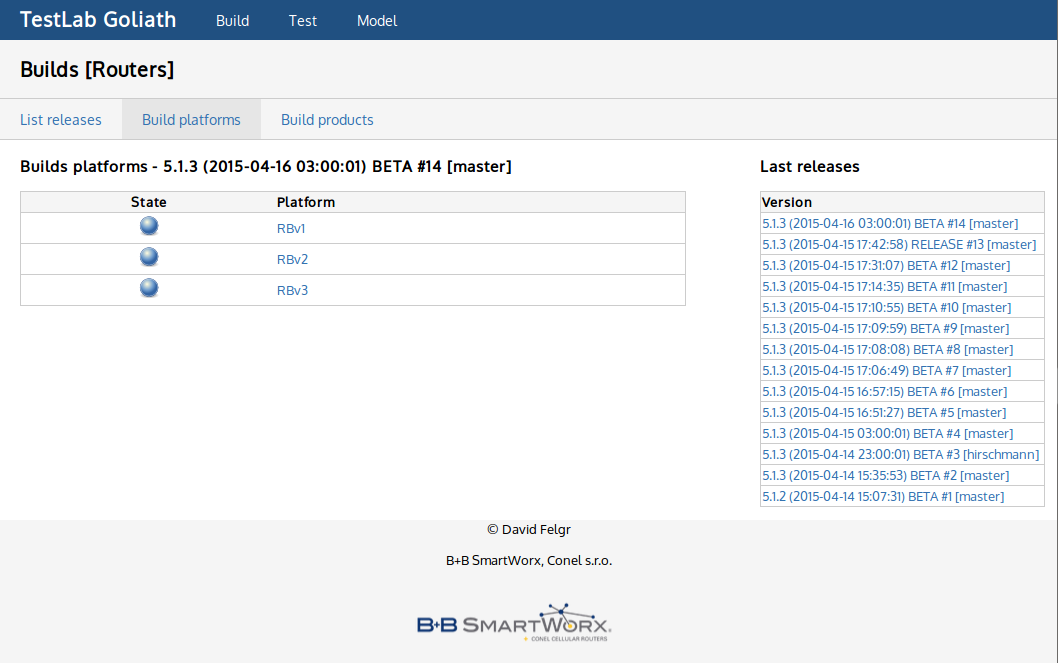 TestLab Goliath Build Test Model
Builds [Routers]
List releases Build platforms Build products
Builds platforms - 5.1.3 (2015-04-16 03:00:01) BETA #14 [master]
State Platform
RBv1
RBv2
RBv3
Last releases
Version
5.1.3 (2015-04-16 03:00:01) BETA #14 [master]
5.1.3 (2015-04-15 17:42:58) RELEASE #13 [master]
5.1.3 (2015-04-15 17:31:07) BETA #12 [master]
5.1.3 (2015-04-15 17:14:35) BETA #11 [master]
5.1.3 (2015-04-15 17:10:55) BETA #10 [master]
5.1.3 (2015-04-15 17:09:59) BETA #9 [master]
5.1.3 (2015-04-15 17:08:08) BETA #8 [master]
5.1.3 (2015-04-15 17:06:49) BETA #7 [master]
5.1.3 (2015-04-15 16:57:15) BETA #6 [master]
5.1.3 (2015-04-15 16:51:27) BETA #5 [master]
5.1.3 (2015-04-15 03:00:01) BETA #4 [master]
5.1.3 (2015-04-14 23:00:01) BETA #3 [hirschmann]
5.1.3 (2015-04-14 15:35:53) BETA #2 [master]
5.1.2 (2015-04-14 15:07:31) BETA #1 [master]
© David Felgr
B+B SmartWorx, Conel s.r.o.
B+B SMARTWORX.
CONEL CELLULAR ROUTERS